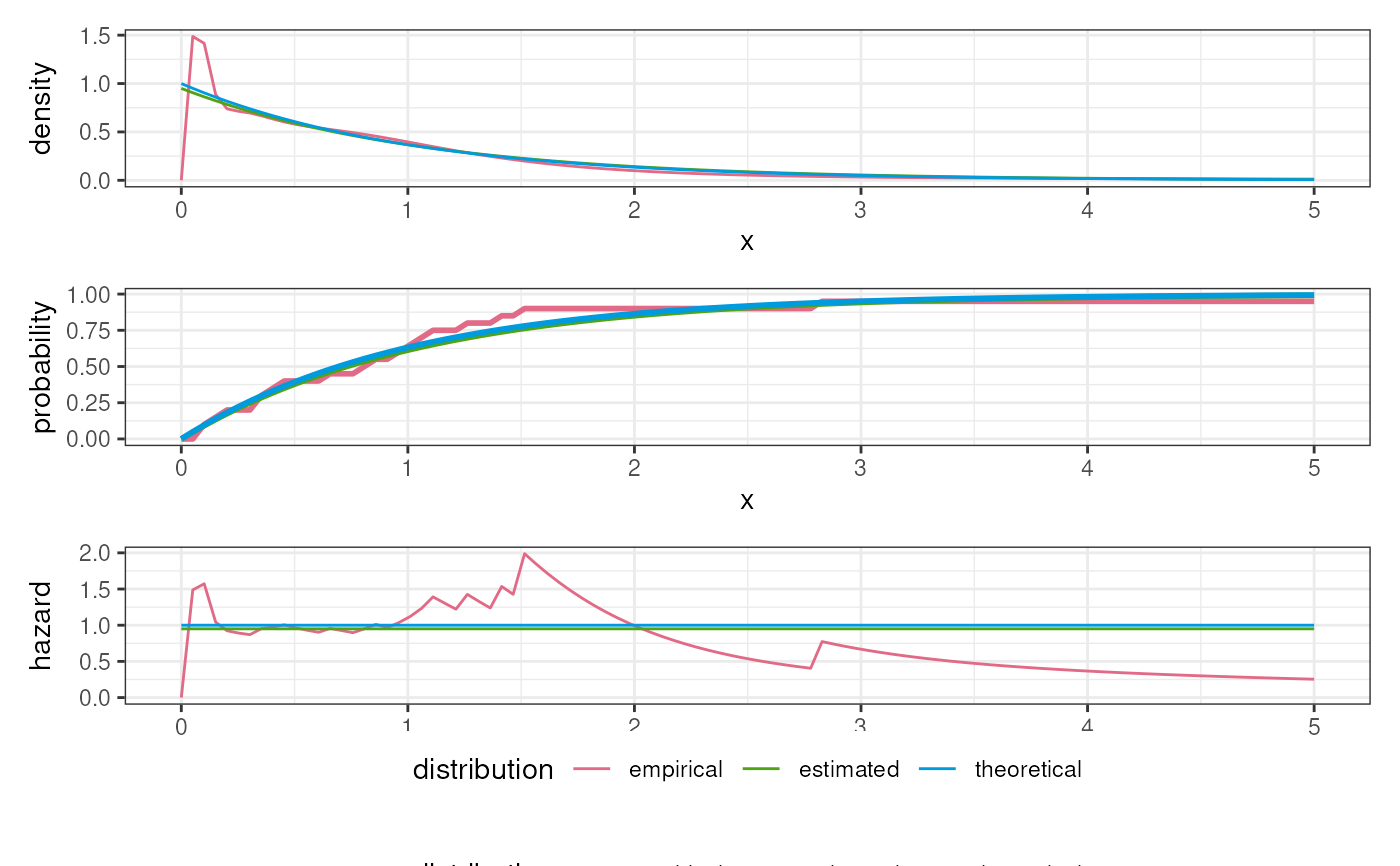 density
1.5
1.0
0.5
0.0
0 1 2 3 4 5
x
probability
1.00
0.75
0.50
0.25
0.00
0 1 2 3 4 5
x
hazard
2.0
1.5
1.0
0.5
0.0
0 1 2 3 4 5
distribution empirical estimated theoretical